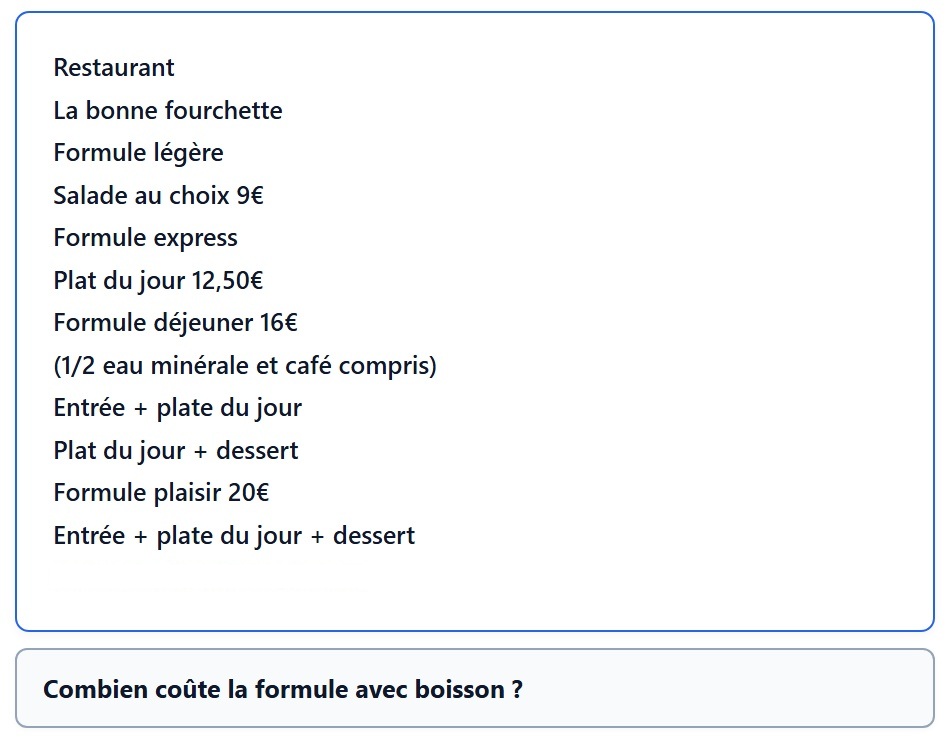 Restaurant
La bonne fourchette
Formule légère
Salade au choix 9€
Formule express
Plat du jour 12,50€
Formule déjeuner 16€
(1/2 eau minérale et café compris)
Entrée + plate du jour
Plat du jour + dessert
Formule plaisir 20€
Entrée + plate du jour + dessert
Combien coûte la formule avec boisson ?